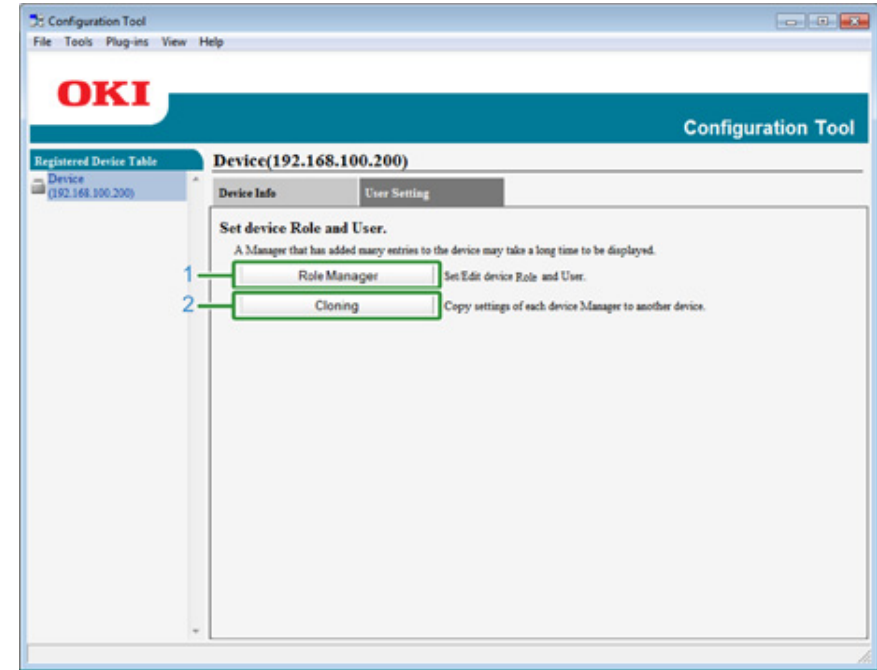 Configuration Tool
File Tools Plug-ins View Help
OKI
Configuration Tool
Registered Device Table
Device
(192.168.100.200)
Device(192.168.100.200)
Device Info User Setting
Set device Role and User.
A Manager that has added many entries to the device may take a long time to be displayed.
1 Role Manager Set/Edit device Role and User.
2 Cloning Copy settings of each device Manager to another device.